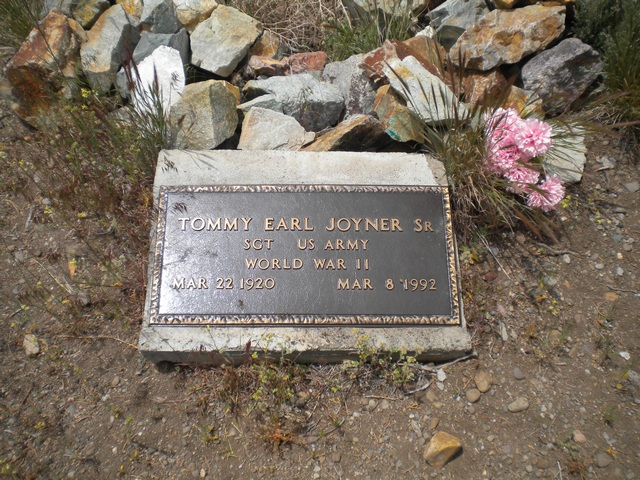 TOMMY EARL JOYNER SR
SGT US ARMY
WORLD WAR II
MAR 22 1920 MAR 8 1992